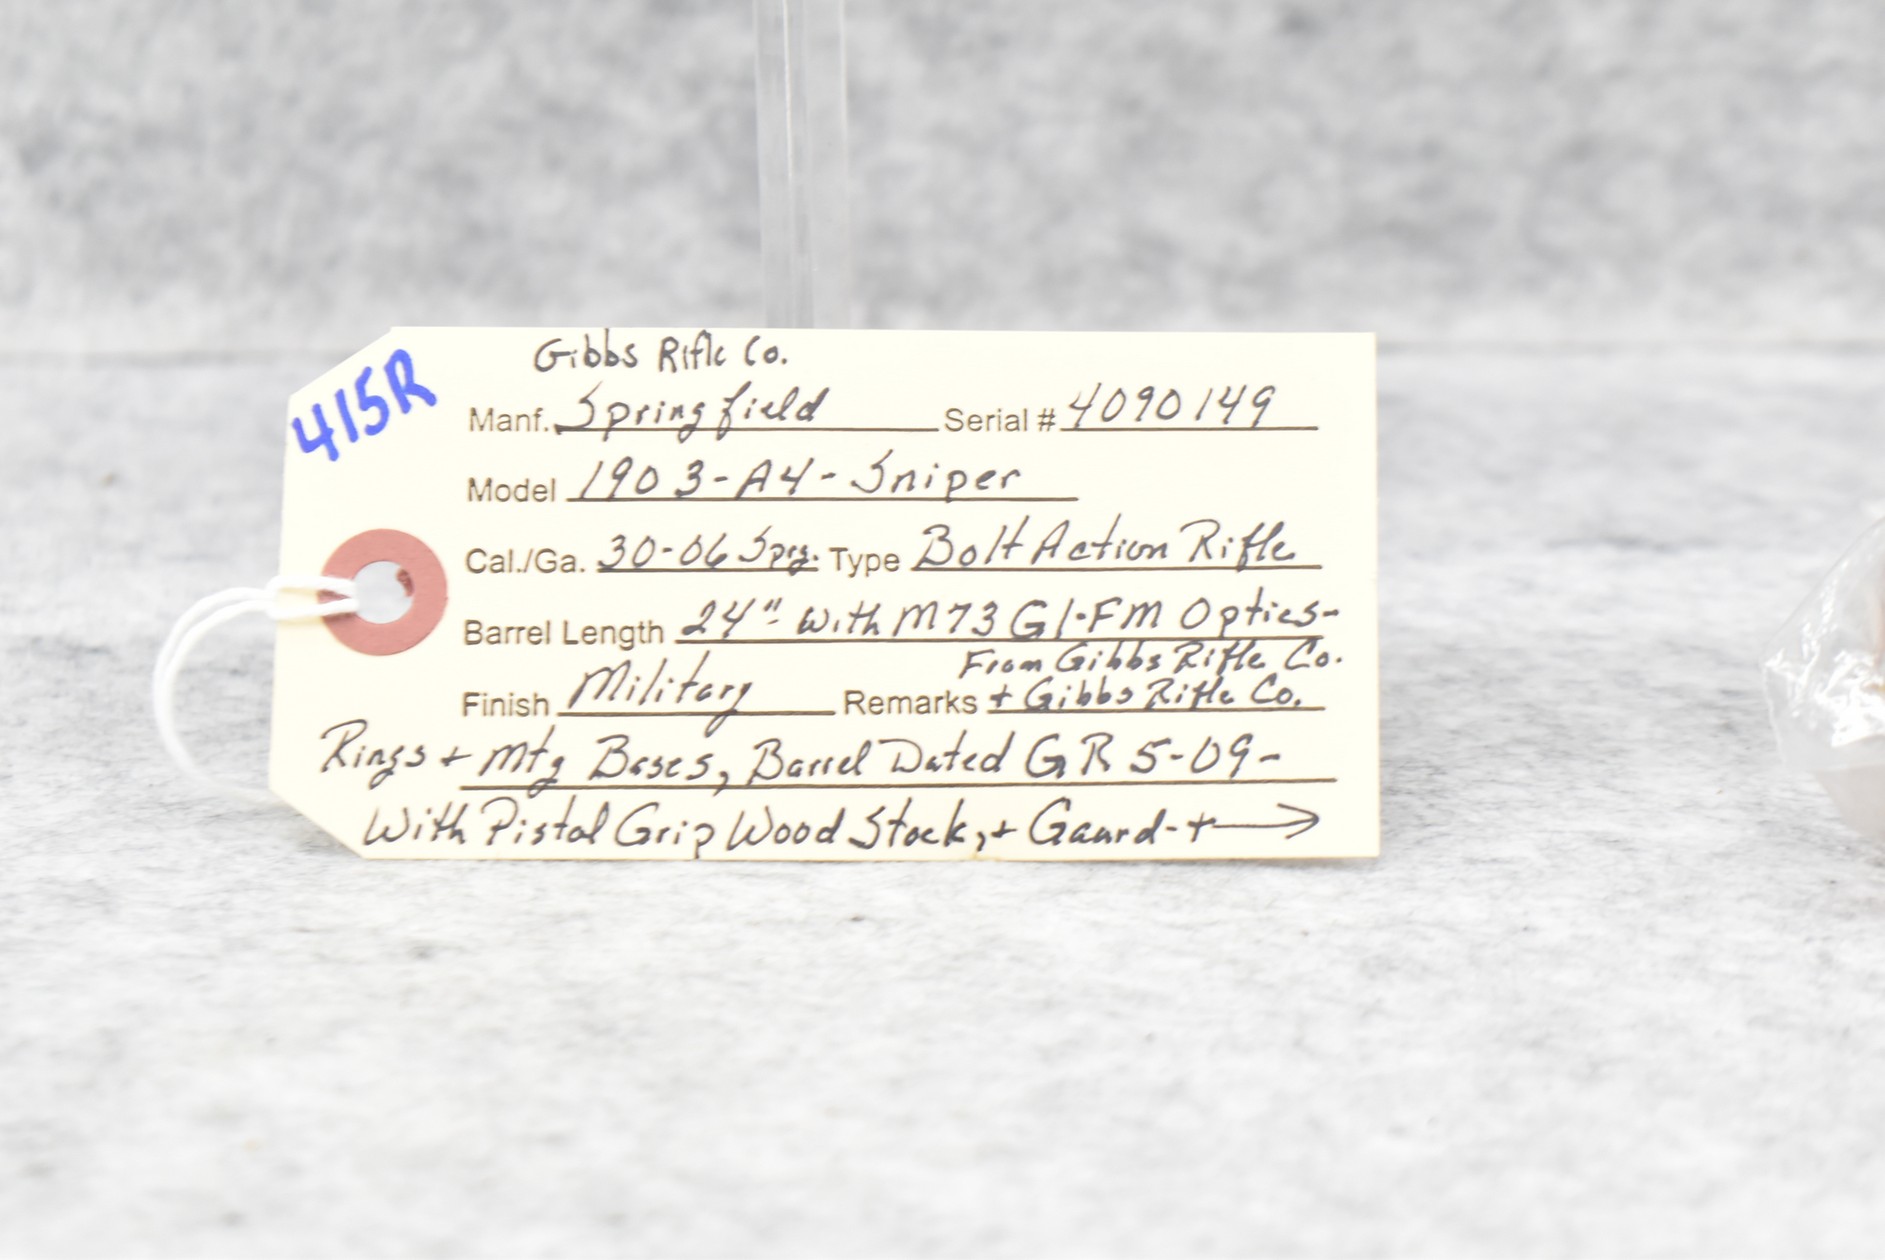 415R
Gibbs Rifle Co.
Manf. Springfield Serial # 4090149
Model 1903-A4-Sniper
Cal./Ga. 30-06 Sprg. Type Bolt Action Rifle
Barrel Length 24" with M73 G1-FM Optics-
From Gibbs Rifle Co.
Finish Military Remarks + Gibbs Rifle Co.
Rings + Mtg Bases, Barrel Dated GR 5-09-
With Pistol Grip Wood Stock, + Gaurd-+→